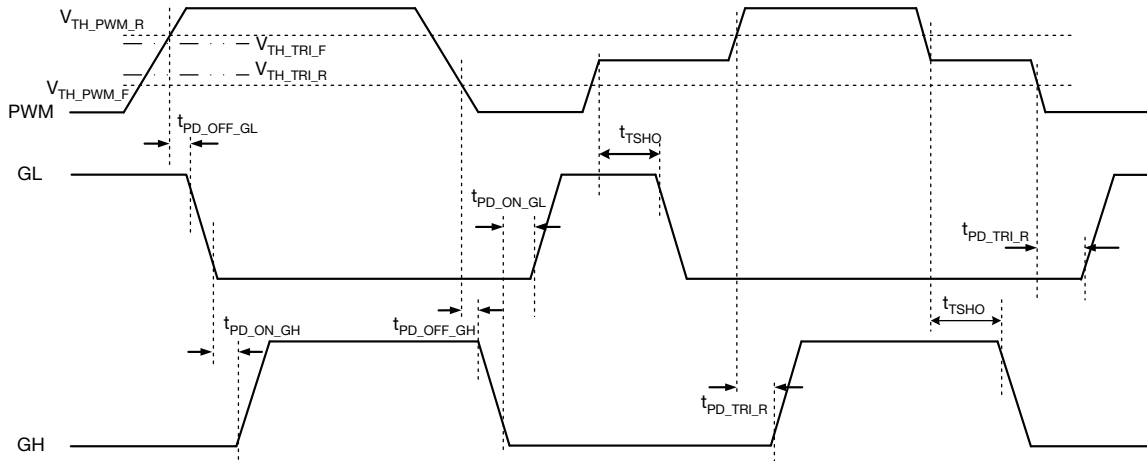 V_TH_PWM_R
V_TH_TRI_F
V_TH_TRI_R
V_TH_PWM_F
PWM
t_PD_OFF_GL
t_TSHO
GL
t_PD_ON_GL
t_PD_TRI_R
t_TSHO
t_PD_ON_GH
t_PD_OFF_GH
t_PD_TRI_R
GH